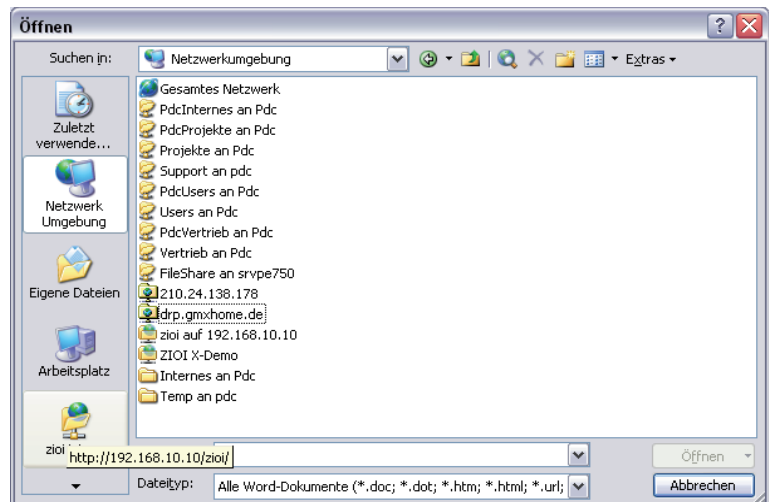 Öffnen
Suchen in:
Netzwerkumgebung
Extras
Zuletzt
verwende...
Netzwerk
Umgebung
Eigene Dateien
Arbeitsplatz
zioi
http://192.168.10.10/zioi/
Gesamtes Netzwerk
PdcInternes an Pdc
PdcProjekte an Pdc
Projekte an Pdc
Support an pdc
PdcUsers an Pdc
Users an Pdc
PdcVertrieb an Pdc
Vertrieb an Pdc
FileShare an srvpe750
210.24.138.178
drp.gmxhome.de
zioi auf 192.168.10.10
ZIOI X-Demo
Internes an Pdc
Temp an pdc
Öffnen
Dateityp:
Alle Word-Dokumente (*.doc; *.dot; *.htm; *.html; *.url;
Abbrechen